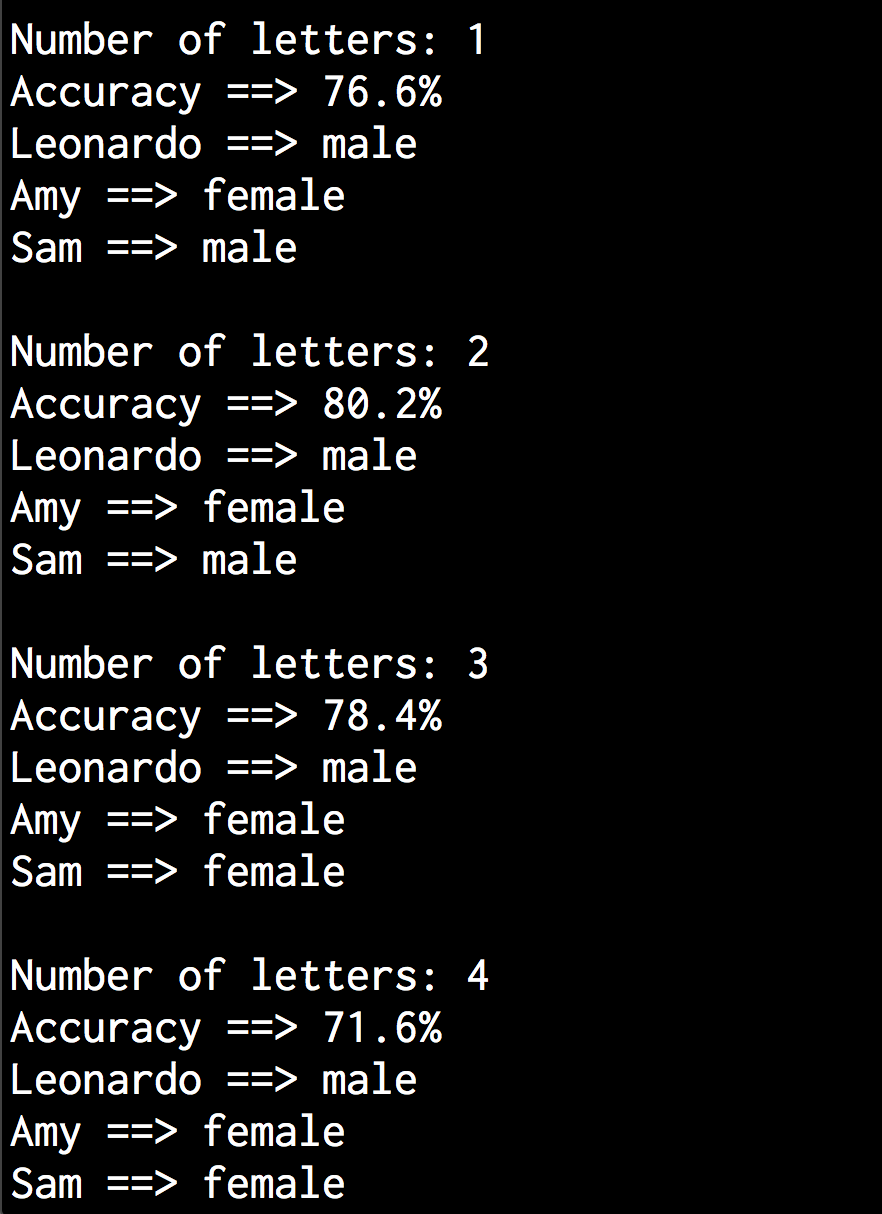 Number of letters: 1
Accuracy ==> 76.6%
Leonardo ==> male
Amy ==> female
Sam ==> male
Number of letters: 2
Accuracy ==> 80.2%
Leonardo ==> male
Amy ==> female
Sam ==> male
Number of letters: 3
Accuracy ==> 78.4%
Leonardo ==> male
Amy ==> female
Sam ==> female
Number of letters: 4
Accuracy ==> 71.6%
Leonardo ==> male
Amy ==> female
Sam ==> female